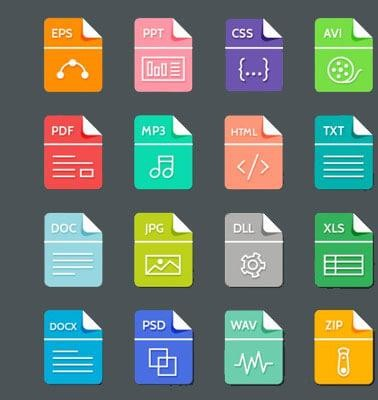 EPS PPT CSS AVI
PDF MP3 HTML TXT
DOC JPG DLL XLS
DOCX PSD WAV ZIP